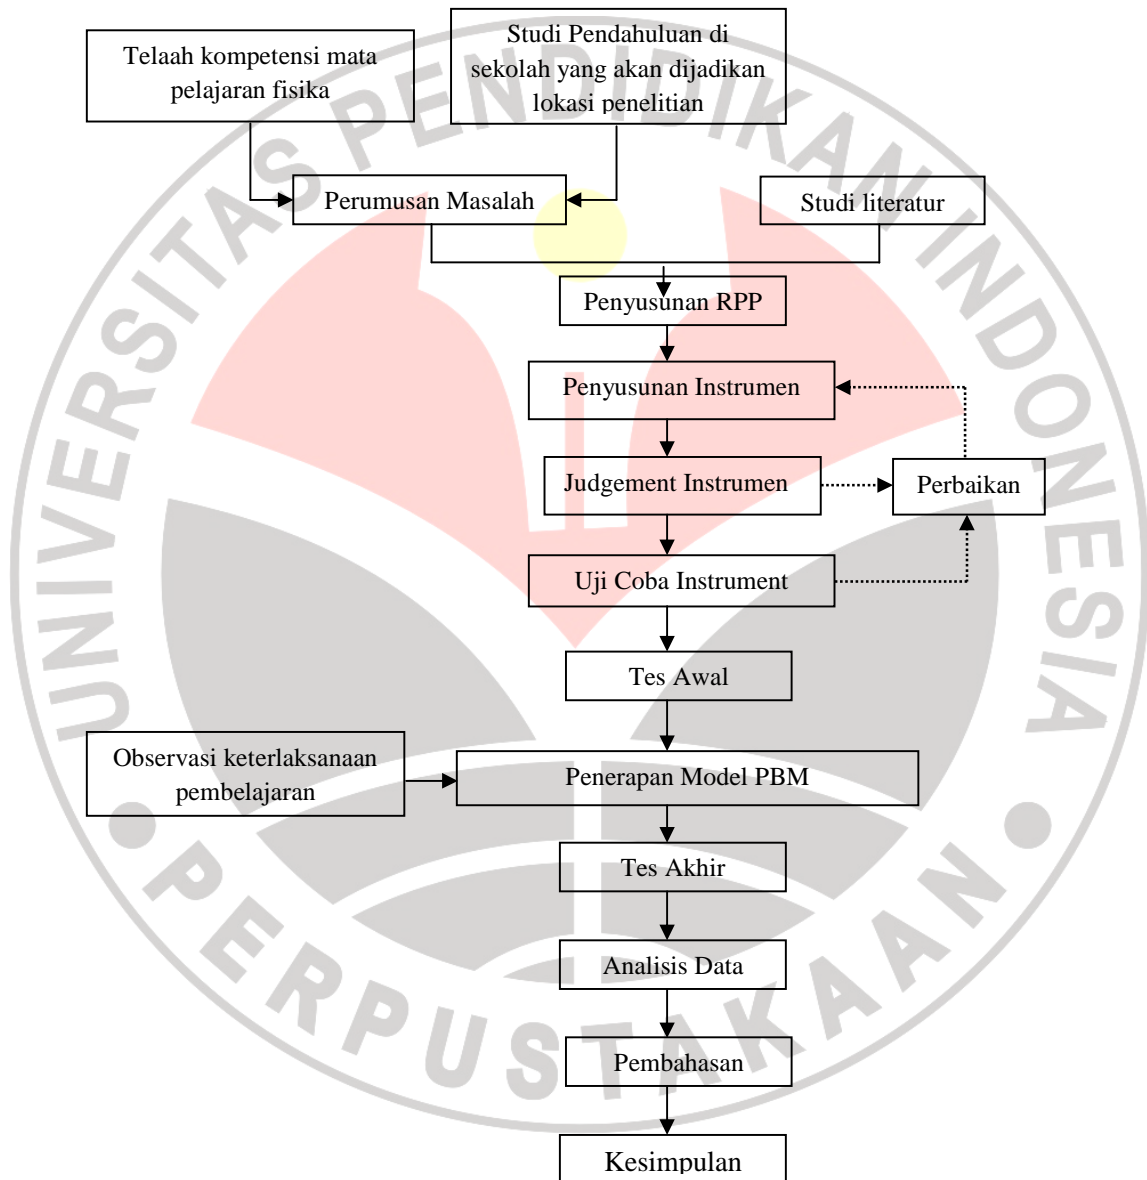 Telaah kompetensi mata
pelajaran fisika
Studi Pendahuluan di
sekolah yang akan dijadikan
lokasi penelitian
Perumusan Masalah
Studi literatur
Penyusunan RPP
Penyusunan Instrumen
Judgement Instrumen
Perbaikan
Uji Coba Instrument
Tes Awal
Observasi keterlaksanaan
pembelajaran
Penerapan Model PBM
Tes Akhir
Analisis Data
Pembahasan
Kesimpulan
UNIVERSITAS PENDIDIKAN INDONESIA
PERPUSTAKAAN